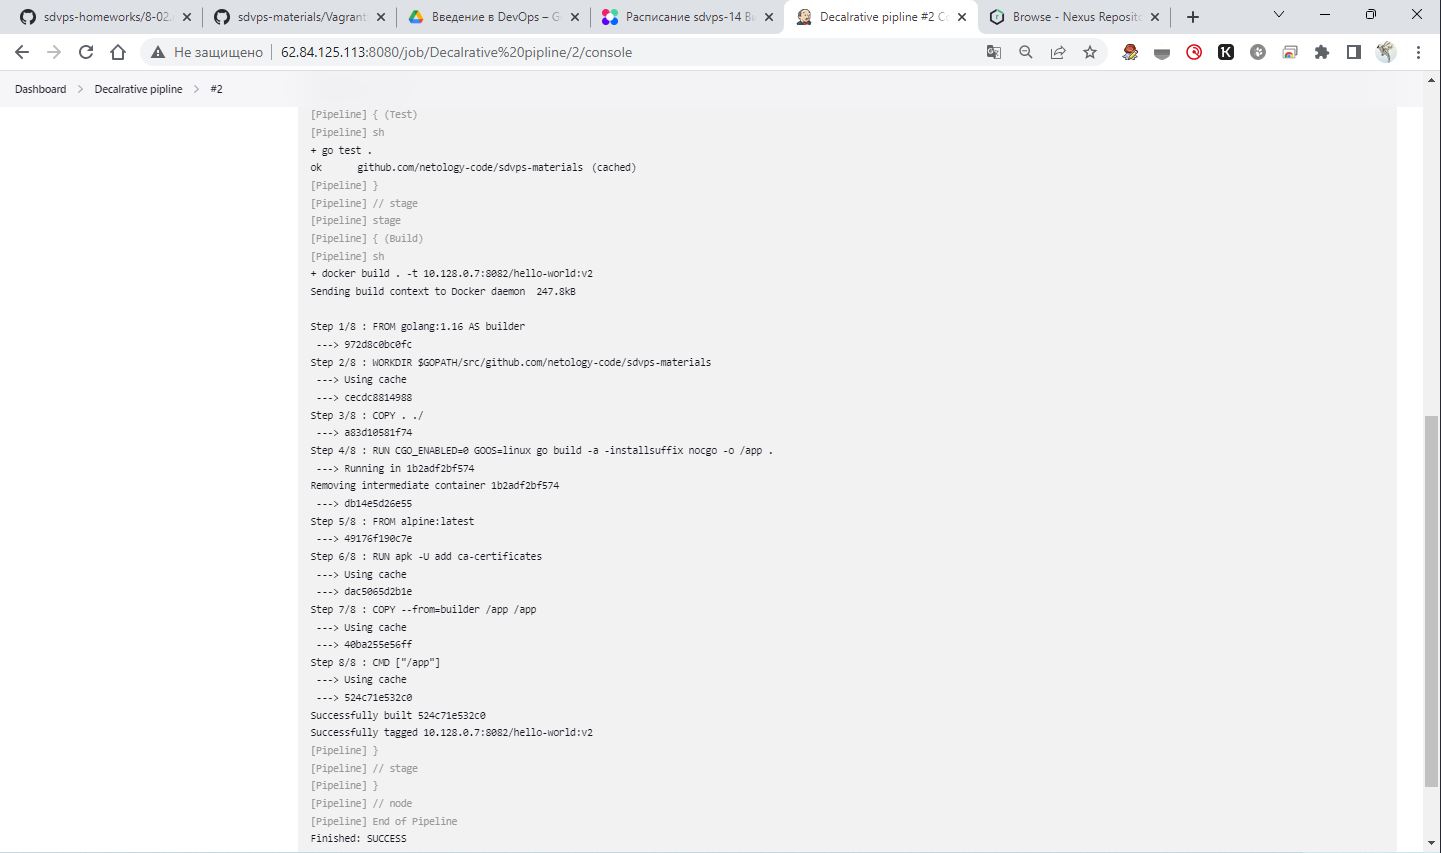 sdvps-homeworks/8-02.
sdvps-materials/Vagrant
Введение в DevOps – G
Расписание sdvps-14 В
Decalrative pipline #2 Co
Browse - Nexus Reposito
Не защищено
62.84.125.113:8080/job/Decalrative%20pipline/2/console
Dashboard > Decalrative pipline > #2
[Pipeline] { (Test)
[Pipeline] sh
+ go test .
ok      github.com/netology-code/sdvps-materials  (cached)
[Pipeline] }
[Pipeline] // stage
[Pipeline] stage
[Pipeline] { (Build)
[Pipeline] sh
+ docker build . -t 10.128.0.7:8082/hello-world:v2
Sending build context to Docker daemon  247.8kB
Step 1/8 : FROM golang:1.16 AS builder
 ---> 972d8c0bc0fc
Step 2/8 : WORKDIR $GOPATH/src/github.com/netology-code/sdvps-materials
 ---> Using cache
 ---> cecdc8814988
Step 3/8 : COPY . ./
 ---> a83d10581f74
Step 4/8 : RUN CGO_ENABLED=0 GOOS=linux go build -a -installsuffix nocgo -o /app .
 ---> Running in 1b2adf2bf574
Removing intermediate container 1b2adf2bf574
 ---> db14e5d26e55
Step 5/8 : FROM alpine:latest
 ---> 49176f190c7e
Step 6/8 : RUN apk -U add ca-certificates
 ---> Using cache
 ---> dac5065d2b1e
Step 7/8 : COPY --from=builder /app /app
 ---> Using cache
 ---> 40ba255e56ff
Step 8/8 : CMD ["/app"]
 ---> Using cache
 ---> 524c71e532c0
Successfully built 524c71e532c0
Successfully tagged 10.128.0.7:8082/hello-world:v2
[Pipeline] }
[Pipeline] // stage
[Pipeline] }
[Pipeline] // node
[Pipeline] End of Pipeline
Finished: SUCCESS